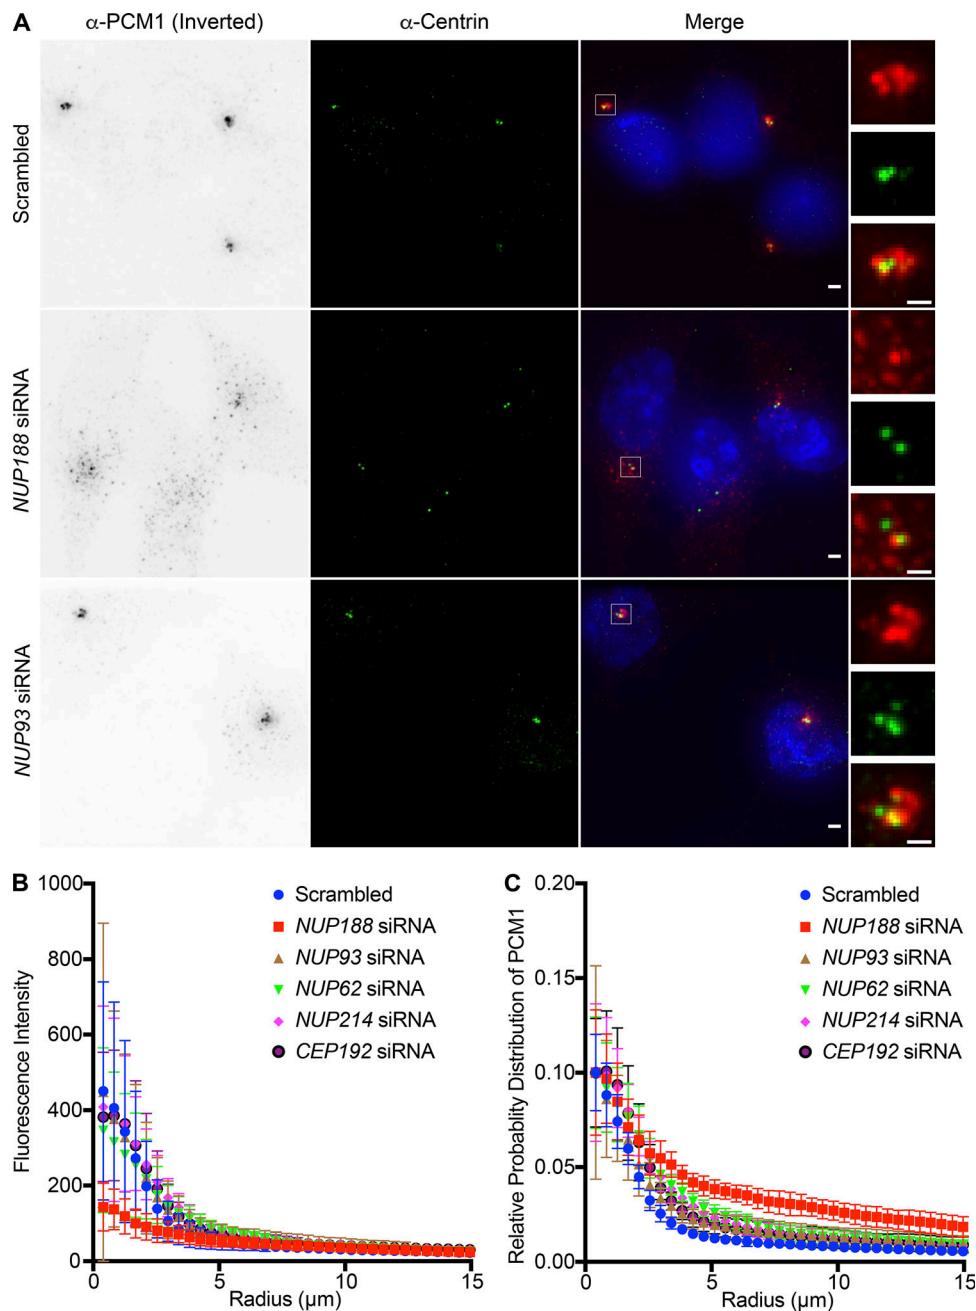 A α-PCM1 (Inverted) α-Centrin Merge
Scrambled
NUP188 siRNA
NUP93 siRNA
B
1000
800
600
400
200
0
Fluorescence Intensity
0 5 10 15
Radius (µm)
Scrambled
NUP188 siRNA
NUP93 siRNA
NUP62 siRNA
NUP214 siRNA
CEP192 siRNA
C
0.20
0.15
0.10
0.05
0.00
Relative Probablity Distribution of PCM1
0 5 10 15
Radius (µm)
Scrambled
NUP188 siRNA
NUP93 siRNA
NUP62 siRNA
NUP214 siRNA
CEP192 siRNA